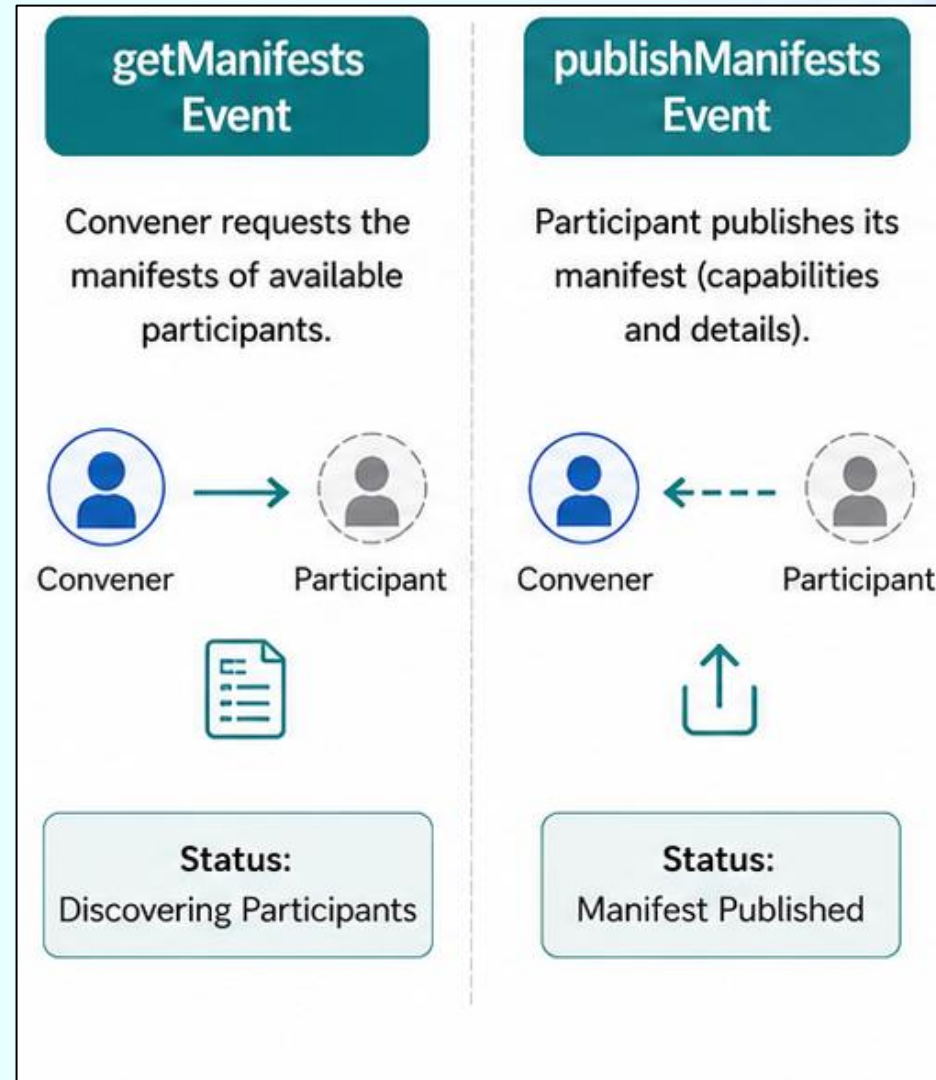 getManifests
Event
Convener requests the
manifests of available
participants.
Convener
Participant
Status:
Discovering Participants
publishManifests
Event
Participant publishes its
manifest (capabilities
and details).
Convener
Participant
Status:
Manifest Published